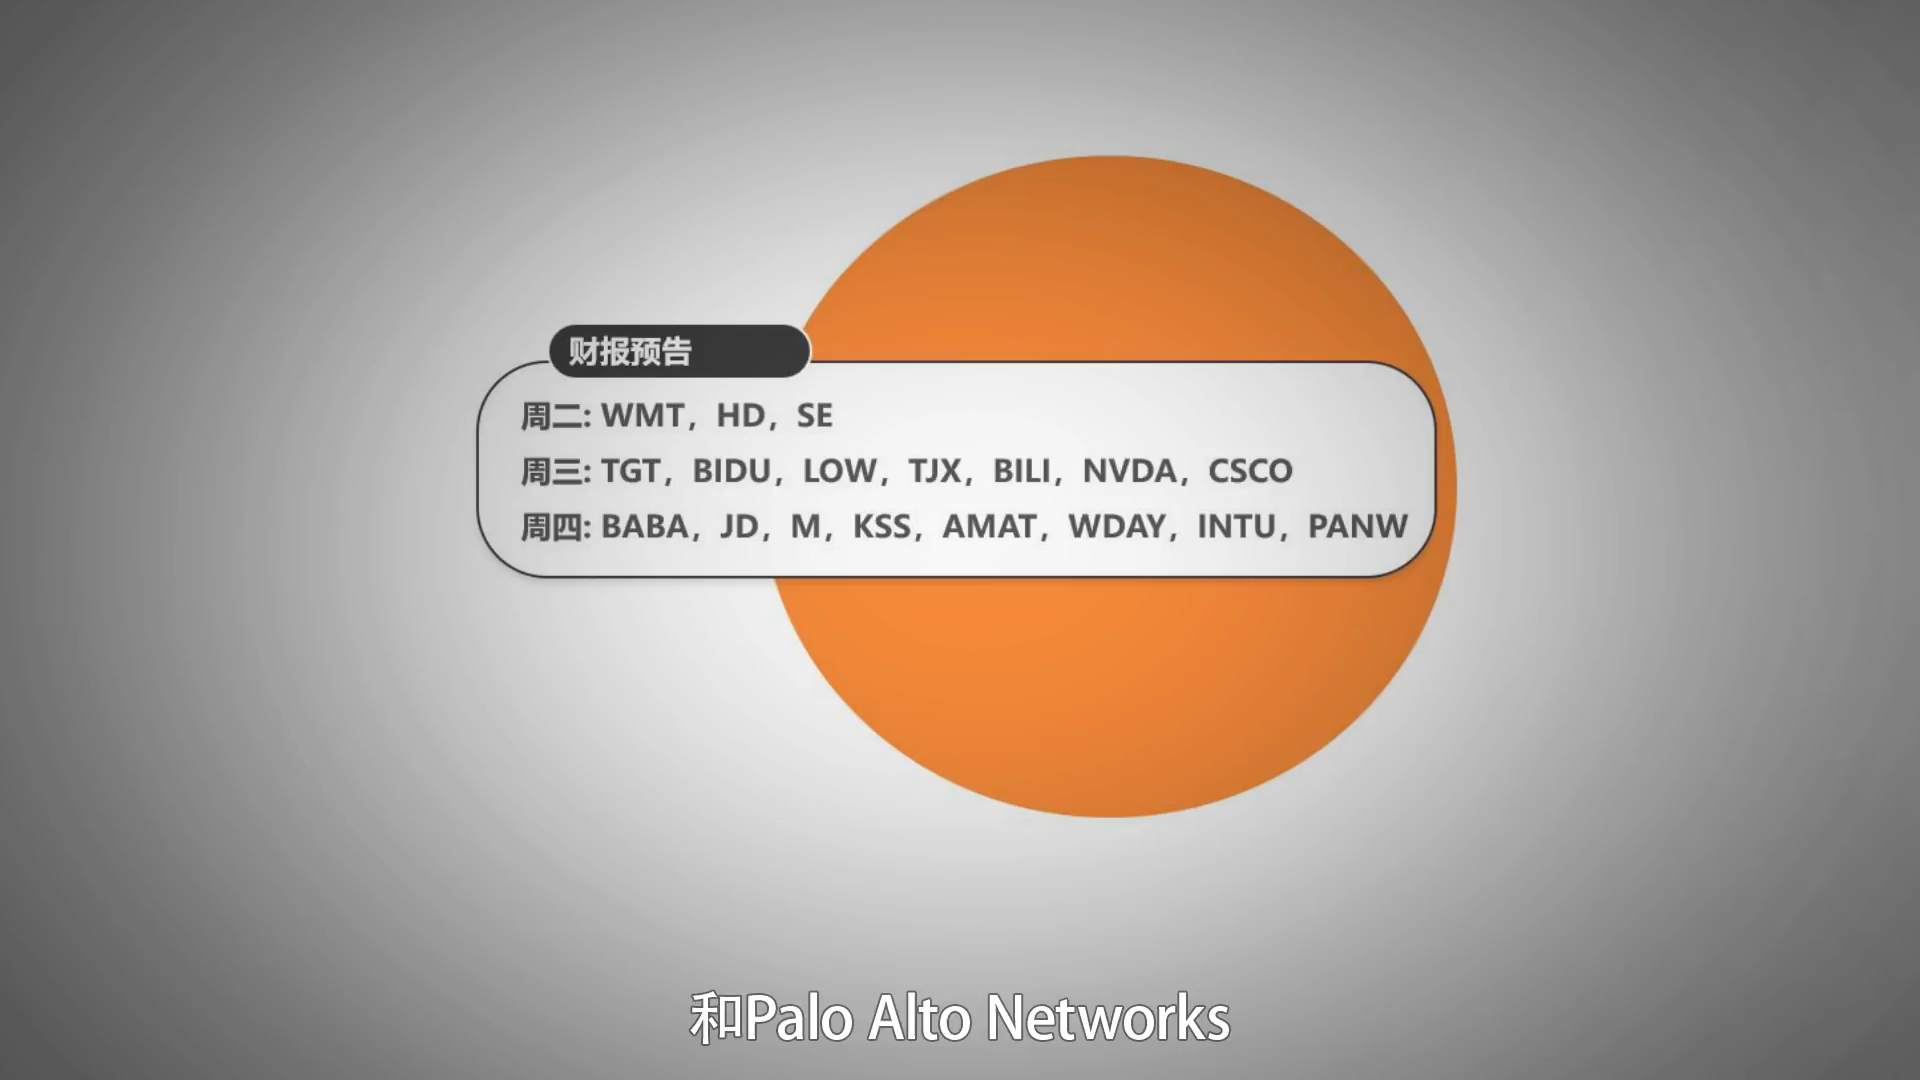 财报预告
周二: WMT，HD，SE
周三: TGT，BIDU，LOW，TJX，BILI，NVDA，CSCO
周四: BABA，JD，M，KSS，AMAT，WDAY，INTU，PANW
和Palo Alto Networks